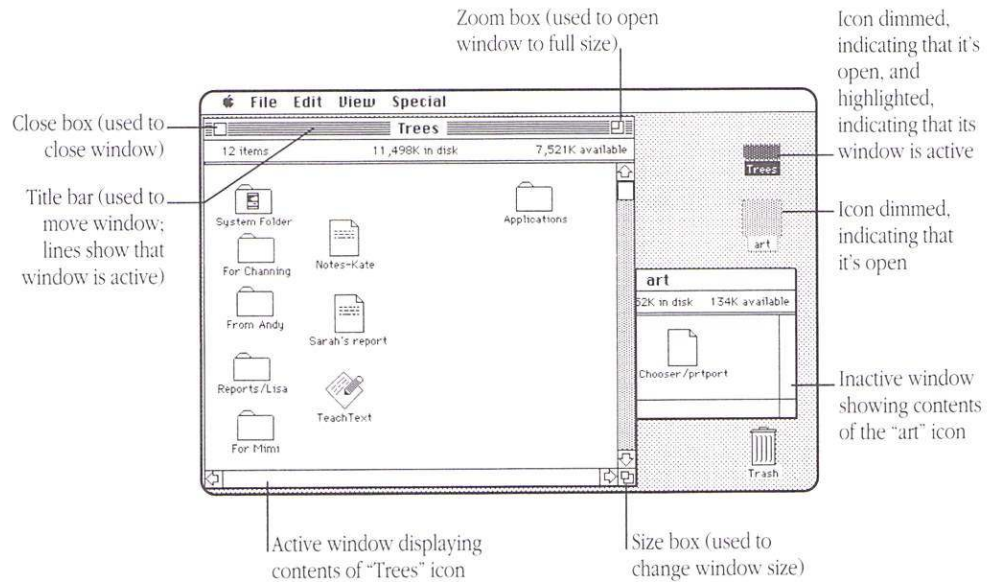 Zoom box (used to open
window to full size)
Icon dimmed,
indicating that it's
open, and
highlighted,
indicating that its
window is active
Close box (used to
close window)
Title bar (used to
move window;
lines show that
window is active)
File Edit View Special
Trees
12 items 11,498K in disk 7,521K available
System Folder
Applications
For Channing
Notes-Kate
From Andy
Sarah's report
Reports/Lisa
TeachText
For Mimi
Trees
art
Icon dimmed,
indicating that
it's open
art
52K in disk 134K available
Chooser/prtport
Trash
Inactive window
showing contents
of the "art" icon
Active window displaying
contents of "Trees" icon
Size box (used to
change window size)